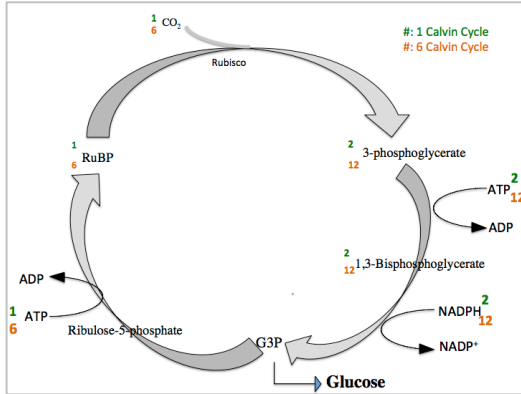 #: 1 Calvin Cycle
#: 6 Calvin Cycle
1
6 CO2
Rubisco
1
6 RuBP
2
12 3-phosphoglycerate
ATP 2
12
ADP
2
12 1,3-Bisphosphoglycerate
ADP
1 ATP
6
Ribulose-5-phosphate
NADPH 2
12
NADP+
G3P
Glucose